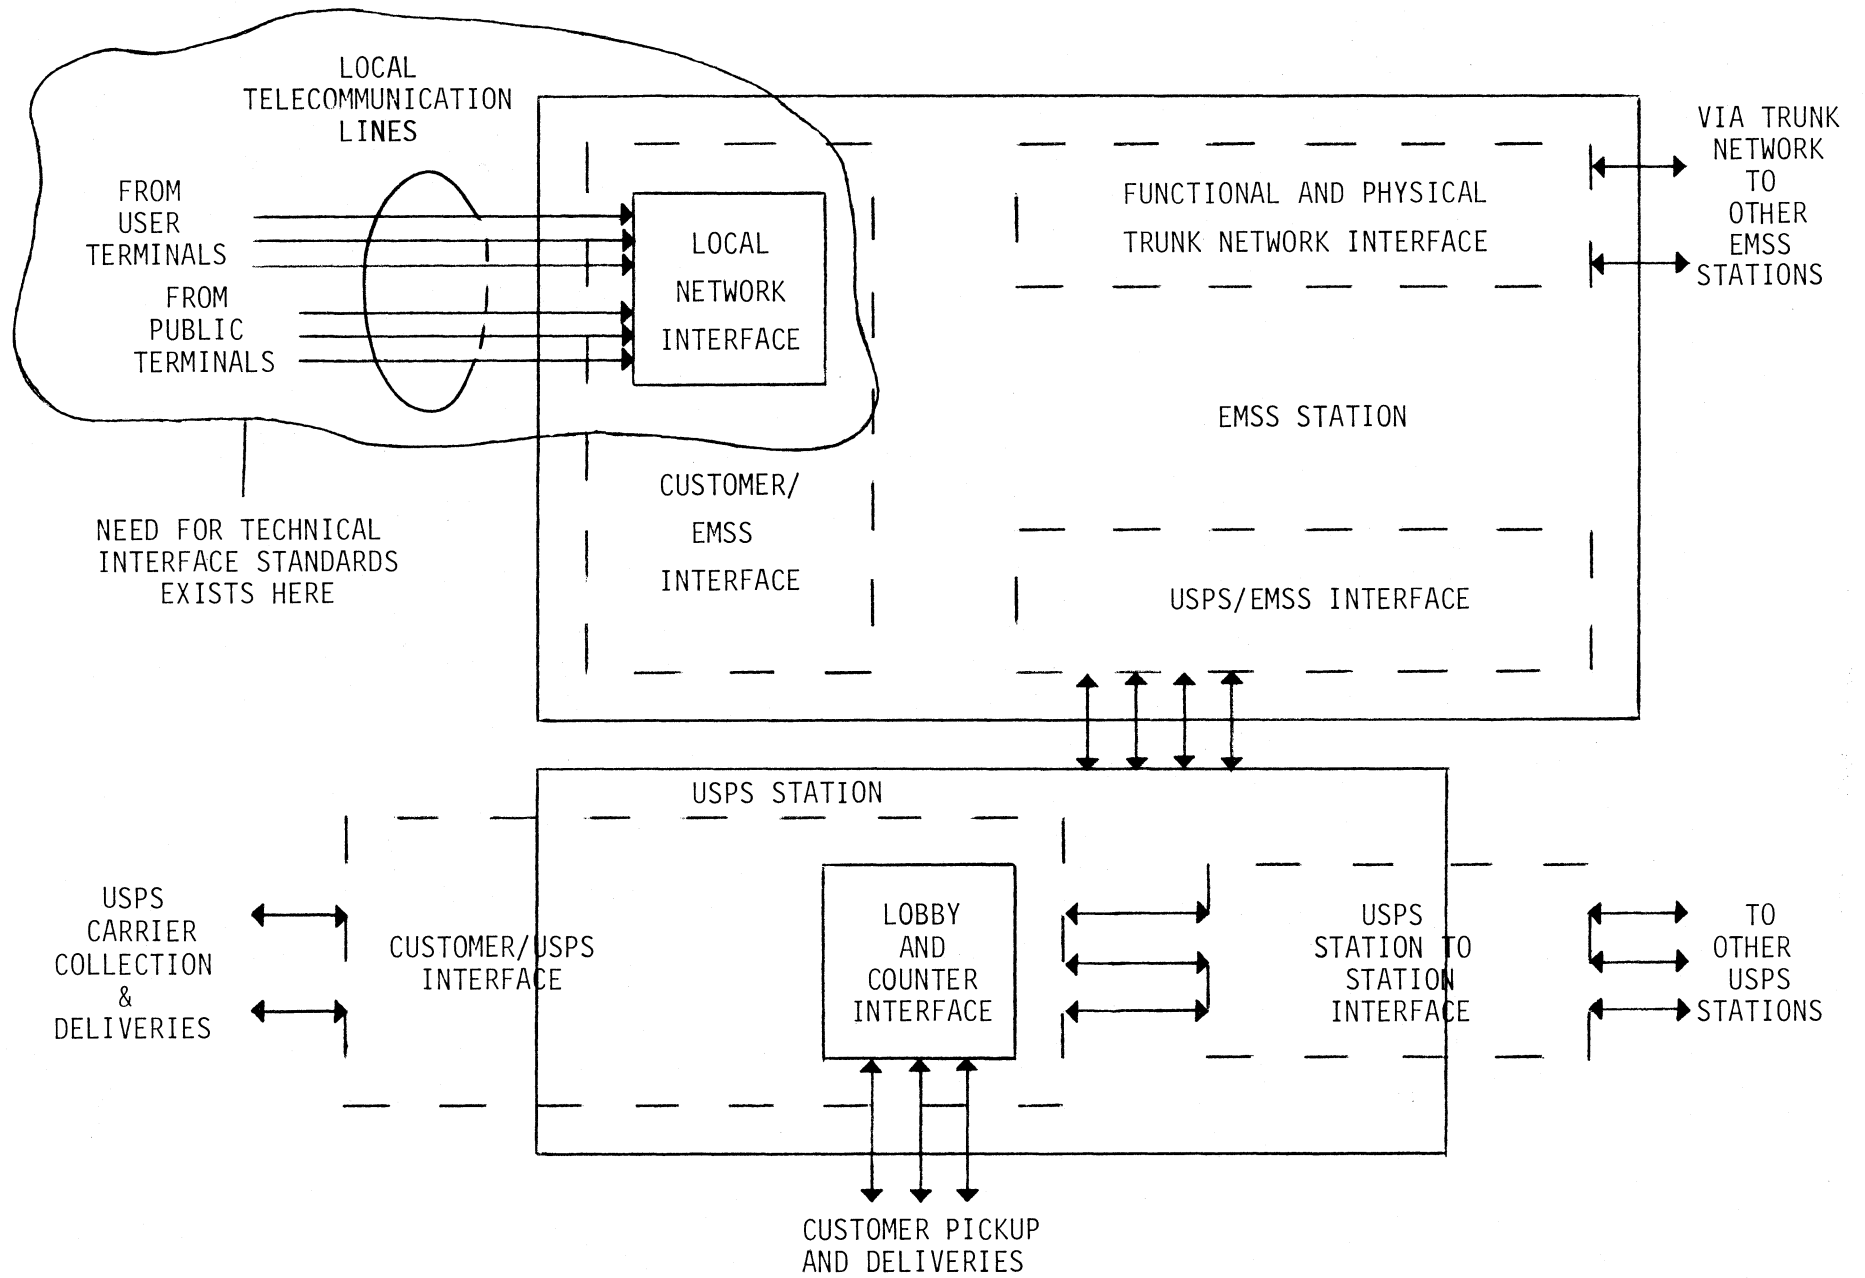 LOCAL
TELECOMMUNICATION
LINES
FROM
USER
TERMINALS
FROM
PUBLIC
TERMINALS
LOCAL
NETWORK
INTERFACE
FUNCTIONAL AND PHYSICAL
TRUNK NETWORK INTERFACE
VIA TRUNK
NETWORK
TO
OTHER
EMSS
STATIONS
EMSS STATION
CUSTOMER/
EMSS
INTERFACE
NEED FOR TECHNICAL
INTERFACE STANDARDS
EXISTS HERE
USPS/EMSS INTERFACE
USPS STATION
USPS
CARRIER
COLLECTION
&
DELIVERIES
CUSTOMER/USPS
INTERFACE
LOBBY
AND
COUNTER
INTERFACE
USPS
STATION TO
STATION
INTERFACE
TO
OTHER
USPS
STATIONS
CUSTOMER PICKUP
AND DELIVERIES